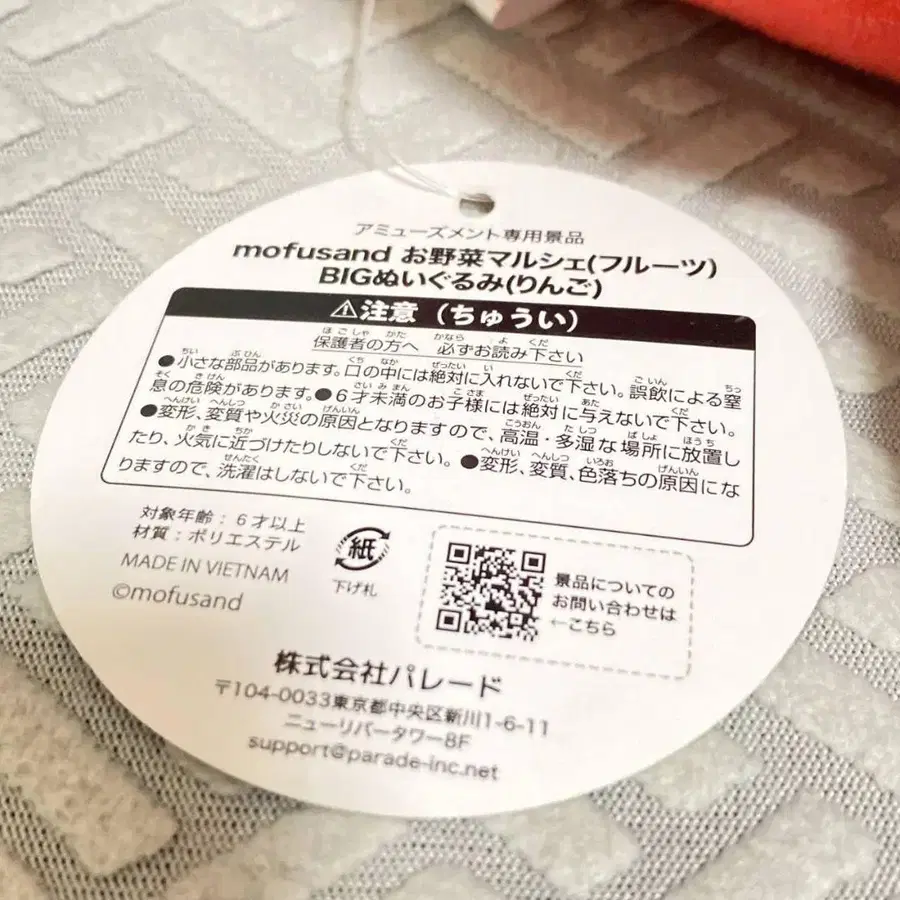 アミューズメント専用景品
mofusand お野菜マルシェ(フルーツ)
BIGぬいぐるみ(りんご)
⚠注意(ちゅうい)
保護者の方へ 必ずお読み下さい
●小さな部品があります。口の中には絶対に入れないで下さい。誤飲による窒
息の危険があります。●6才未満のお子様には絶対に与えないで下さい。
●変形、変質や火災の原因となりますので、高温・多湿な場所に放置し
たり、火気に近づけたりしないで下さい。●変形、変質、色落ちの原因にな
りますので、洗濯はしないで下さい。
対象年齢:6才以上
材質:ポリエステル
MADE IN VIETNAM
©mofusand
紙
下げ札
景品についての
お問い合わせは
←こちら
株式会社パレード
〒104-0033東京都中央区新川1-6-11
ニューリバータワー8F
support@parade-inc.net